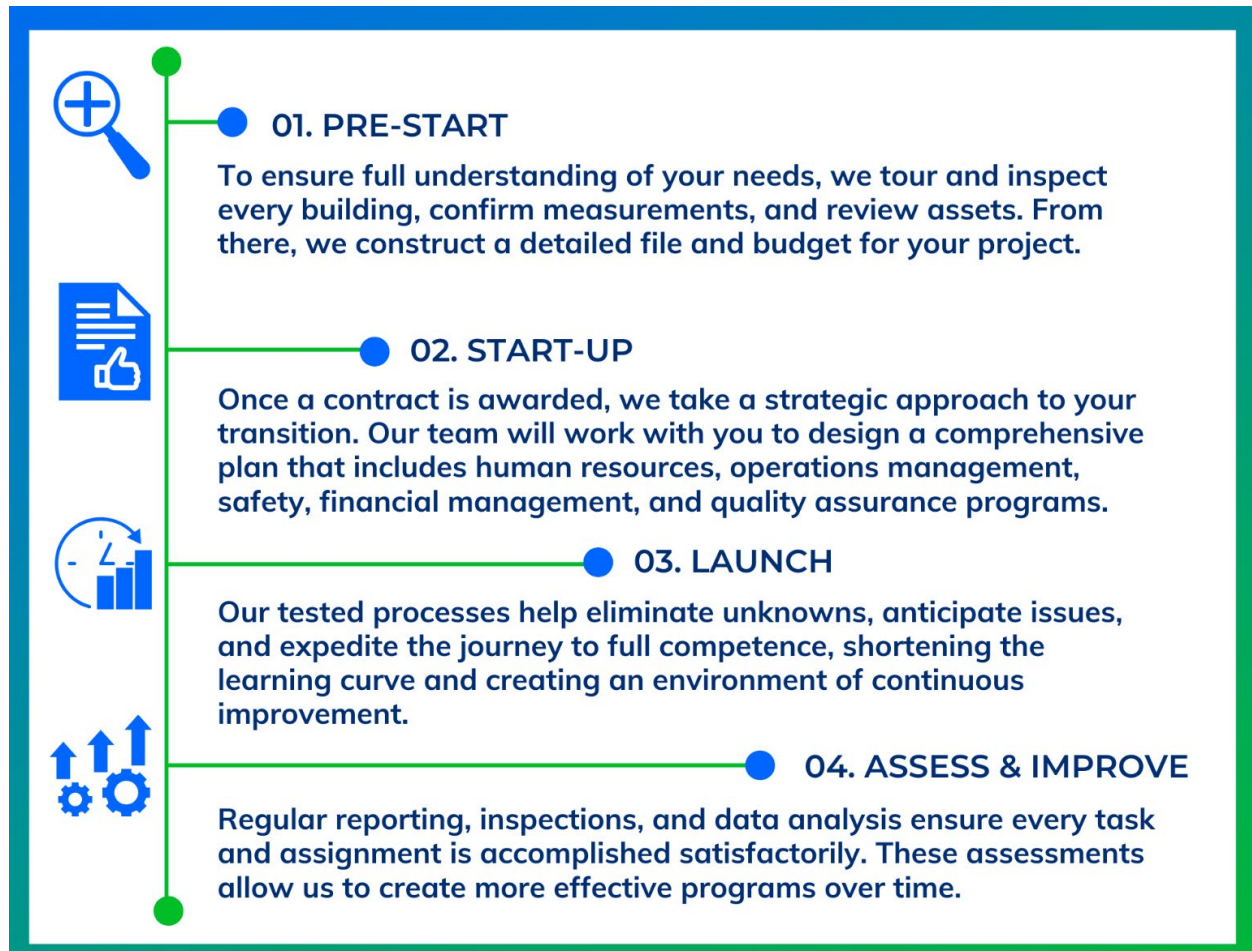 01. PRE-START
To ensure full understanding of your needs, we tour and inspect
every building, confirm measurements, and review assets. From
there, we construct a detailed file and budget for your project.
02. START-UP
Once a contract is awarded, we take a strategic approach to your
transition. Our team will work with you to design a comprehensive
plan that includes human resources, operations management,
safety, financial management, and quality assurance programs.
03. LAUNCH
Our tested processes help eliminate unknowns, anticipate issues,
and expedite the journey to full competence, shortening the
learning curve and creating an environment of continuous
improvement.
04. ASSESS & IMPROVE
Regular reporting, inspections, and data analysis ensure every task
and assignment is accomplished satisfactorily. These assessments
allow us to create more effective programs over time.